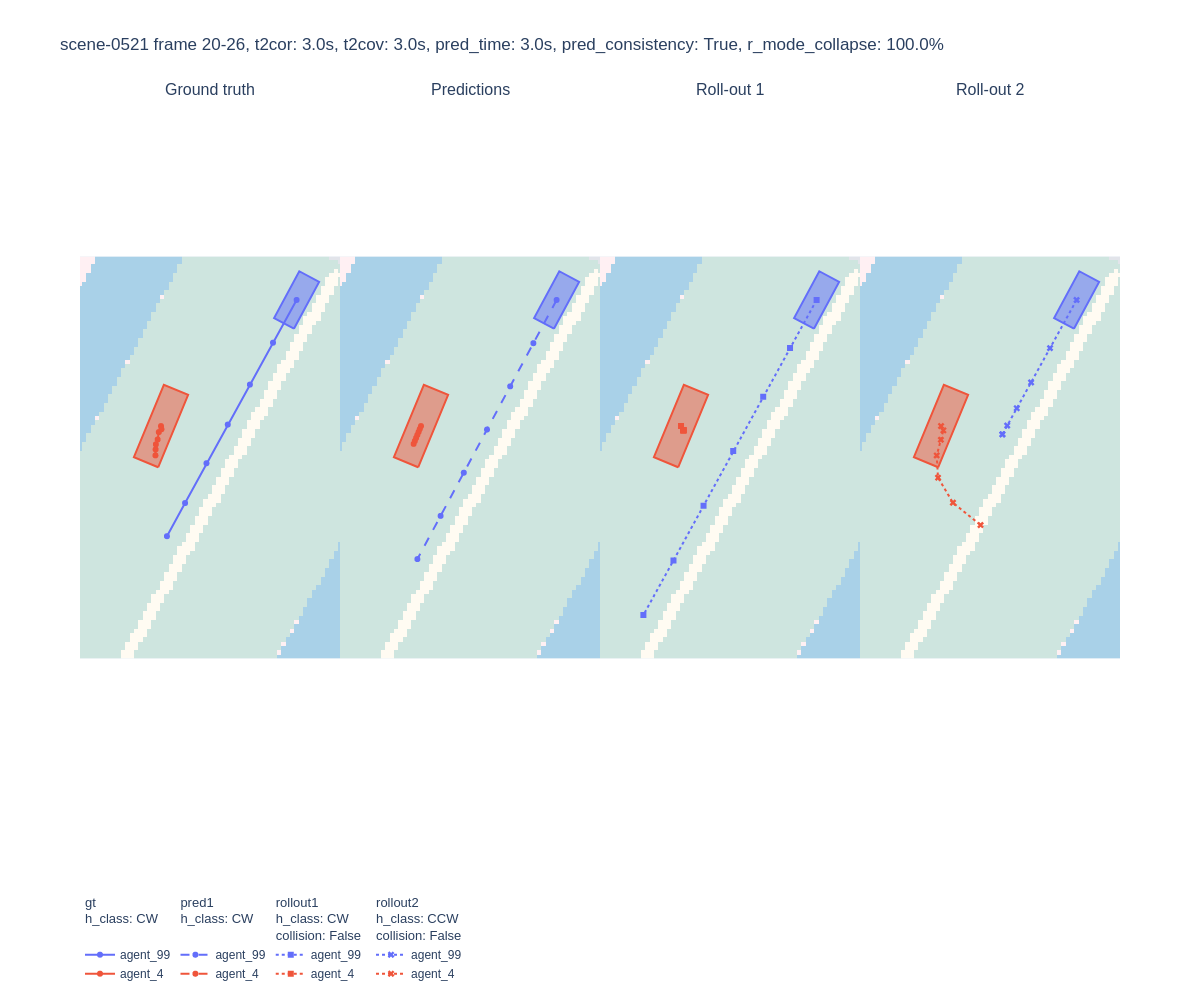 scene-0521 frame 20-26, t2cor: 3.0s, t2cov: 3.0s, pred_time: 3.0s, pred_consistency: True, r_mode_collapse: 100.0%
Ground truth Predictions Roll-out 1 Roll-out 2
gt pred1 rollout1 rollout2
h_class: CW h_class: CW h_class: CW h_class: CCW
collision: False collision: False
agent_99 agent_99 agent_99 agent_99
agent_4 agent_4 agent_4 agent_4